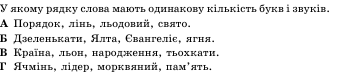 У якому рядку слова мають одинакову кількість букв і звуків.
А Порядок, лінь, льодовий, свято.
Б Дзеленькати, Ялта, Євангеліє, ягня.
В Країна, льон, народження, тьохкати.
Г Ячмінь, лідер, морквяний, пам’ять.